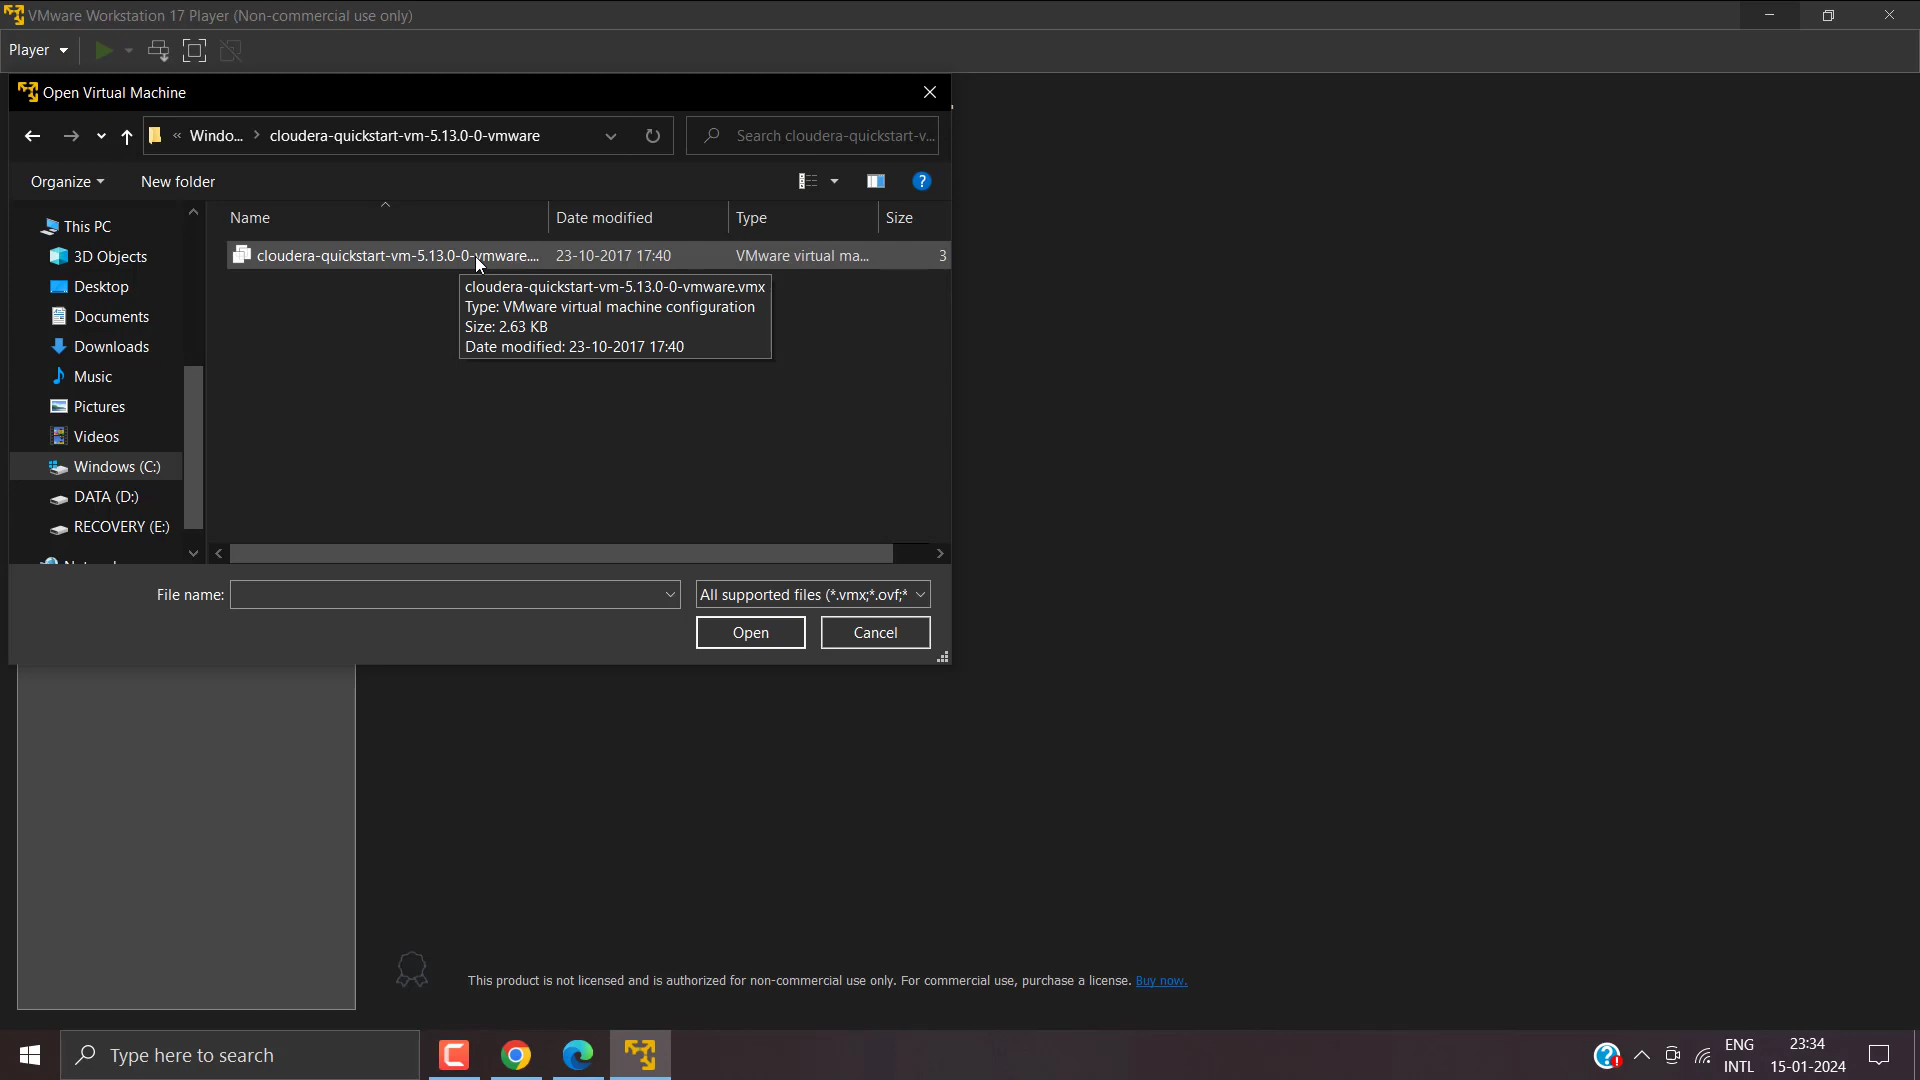 VMware Workstation 17 Player (Non-commercial use only)
Player
Open Virtual Machine
« Windo... > cloudera-quickstart-vm-5.13.0-0-vmware
Search cloudera-quickstart-v...
Organize
New folder
Name
Date modified
Type
Size
cloudera-quickstart-vm-5.13.0-0-vmware....
23-10-2017 17:40
VMware virtual ma...
3
cloudera-quickstart-vm-5.13.0-0-vmware.vmx
Type: VMware virtual machine configuration
Size: 2.63 KB
Date modified: 23-10-2017 17:40
This PC
3D Objects
Desktop
Documents
Downloads
Music
Pictures
Videos
Windows (C:)
DATA (D:)
RECOVERY (E:)
File name:
All supported files (*.vmx;*.ovf;*
Open
Cancel
This product is not licensed and is authorized for non-commercial use only. For commercial use, purchase a license. Buy now.
Type here to search
ENG
INTL
23:34
15-01-2024